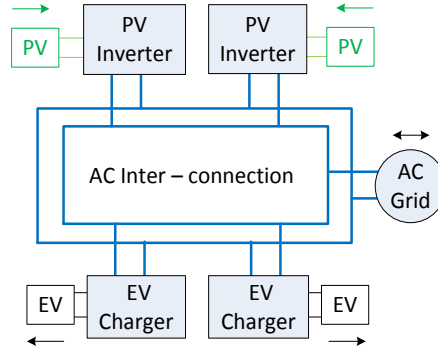 PV
PV
Inverter
PV
Inverter
PV
AC Inter – connection
AC
Grid
EV
EV
Charger
EV
Charger
EV